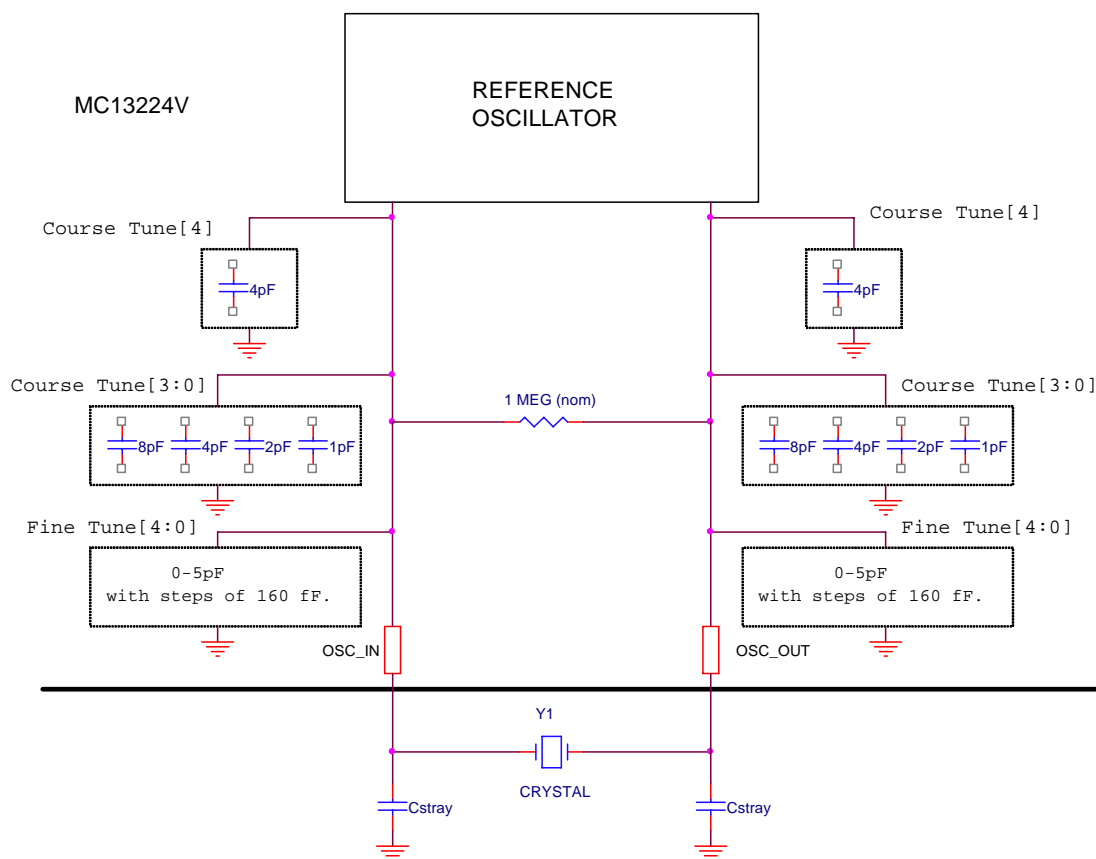 MC13224V
REFERENCE
OSCILLATOR
Course Tune[4]
4pF
Course Tune[4]
4pF
Course Tune[3:0]
8pF 4pF 2pF 1pF
1 MEG (nom)
Course Tune[3:0]
8pF 4pF 2pF 1pF
Fine Tune[4:0]
0-5pF
with steps of 160 fF.
Fine Tune[4:0]
0-5pF
with steps of 160 fF.
OSC_IN
OSC_OUT
Y1
CRYSTAL
Cstray
Cstray